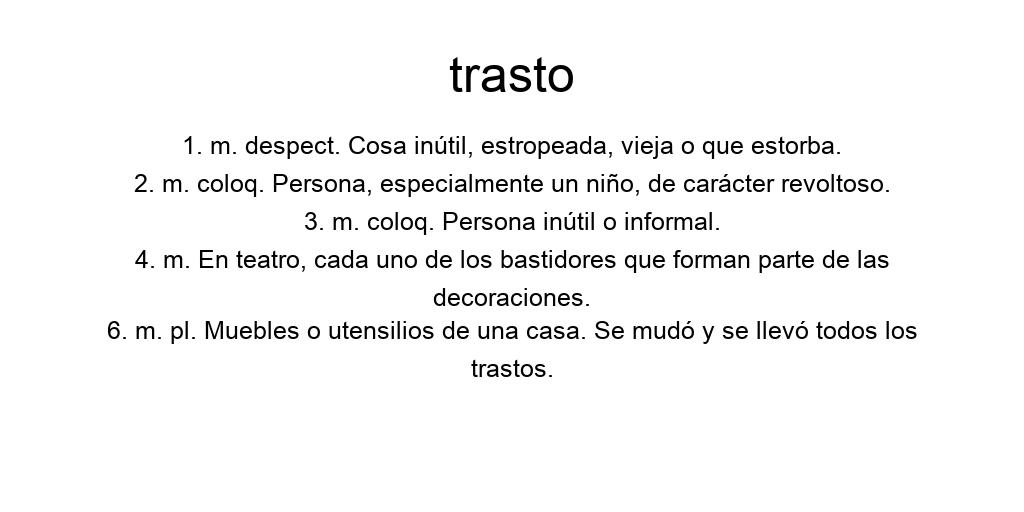 trasto
1. m. despect. Cosa inútil, estropeada, vieja o que estorba.
2. m. coloq. Persona, especialmente un niño, de carácter revoltoso.
3. m. coloq. Persona inútil o informal.
4. m. En teatro, cada uno de los bastidores que forman parte de las
decoraciones.
6. m. pl. Muebles o utensilios de una casa. Se mudó y se llevó todos los
trastos.